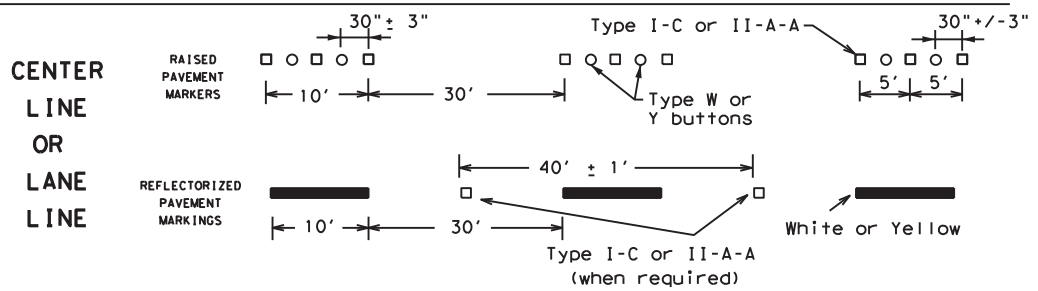 CENTER
LINE
OR
LANE
LINE
RAISED
PAVEMENT
MARKERS
30" ± 3"
10'
30'
Type I-C or II-A-A
Type W or
Y buttons
30"+/-3"
5'
5'
REFLECTORIZED
PAVEMENT
MARKINGS
40' ± 1'
10'
30'
Type I-C or II-A-A
(when required)
White or Yellow